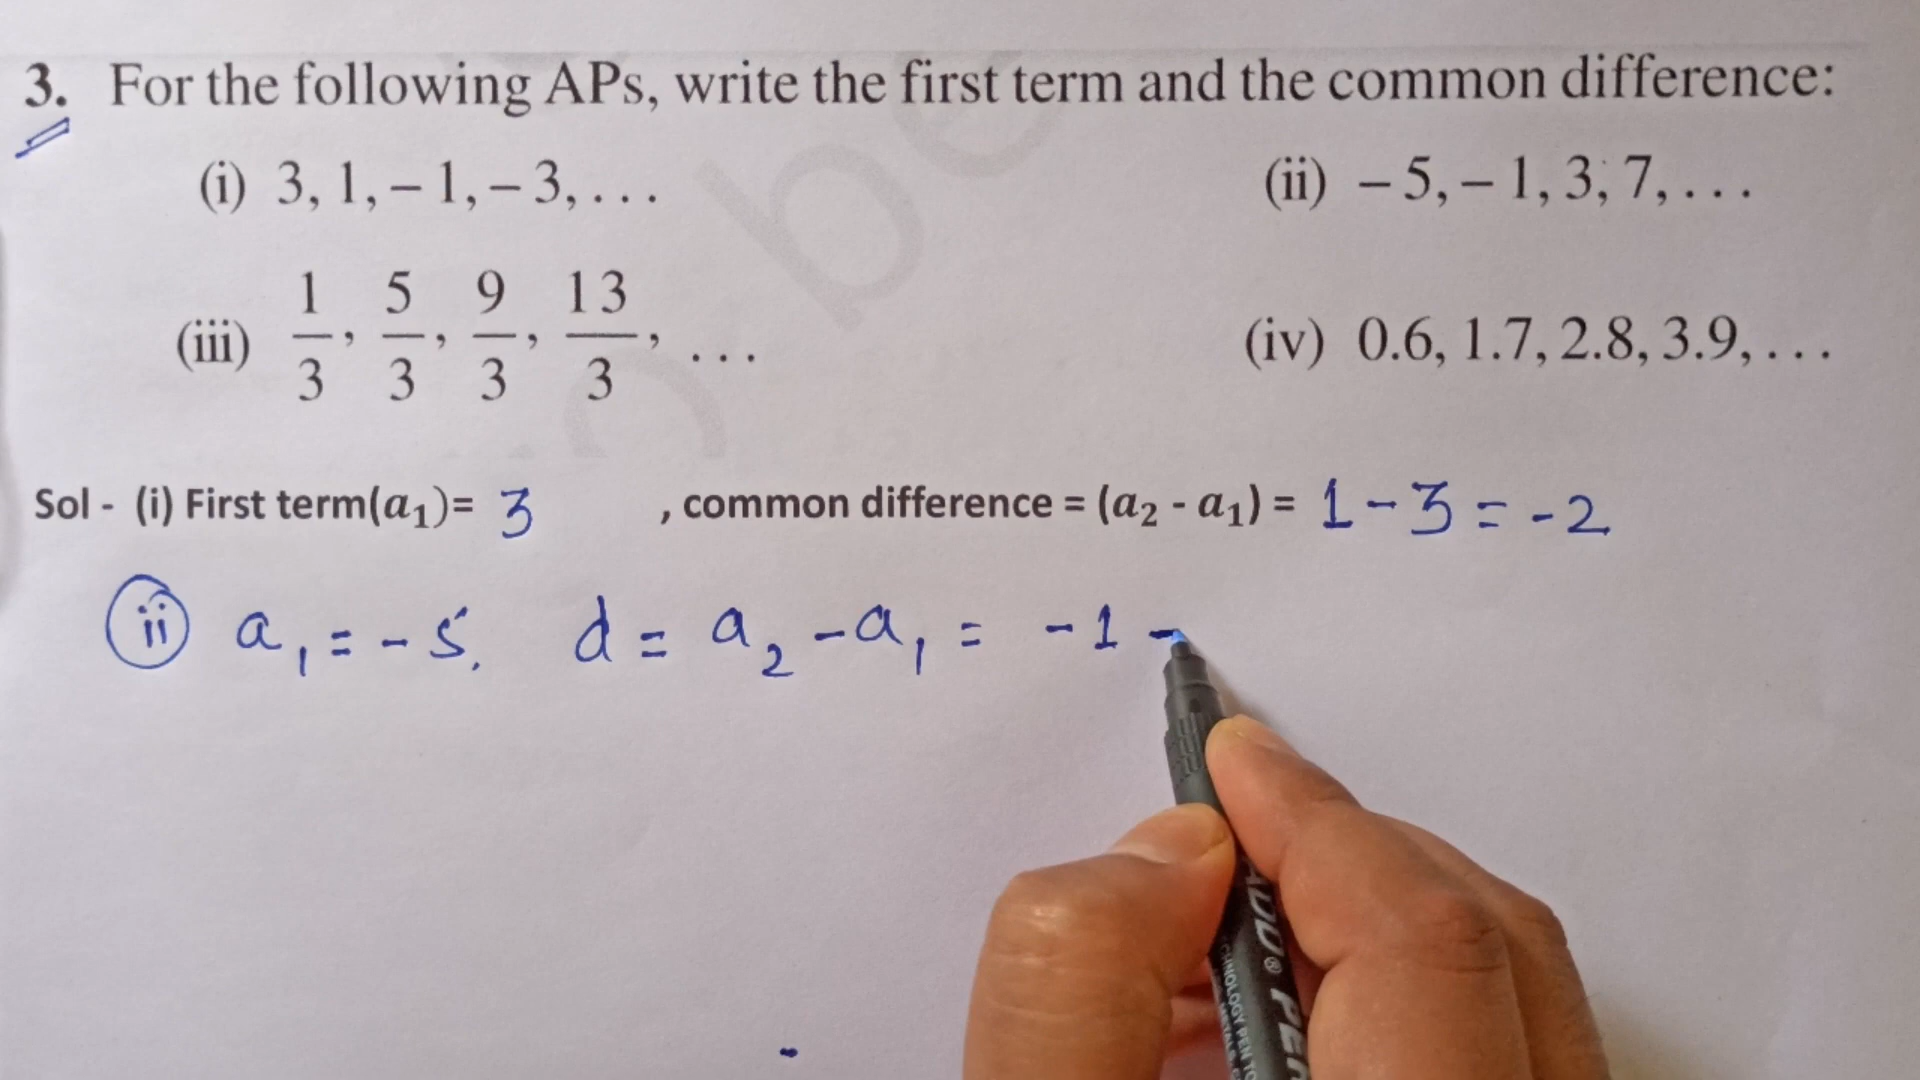 3. For the following APs, write the first term and the common difference:
(i) 3, 1, – 1, – 3, . . .
(ii) – 5, – 1, 3, 7, . . .
(iii) 1/3, 5/3, 9/3, 13/3, . . .
(iv) 0.6, 1.7, 2.8, 3.9, . . .
Sol - (i) First term(a₁)= 3 , common difference = (a₂ - a₁) = 1 - 3 = -2
(ii) a₁ = -5. d = a₂ - a₁ = -1 -